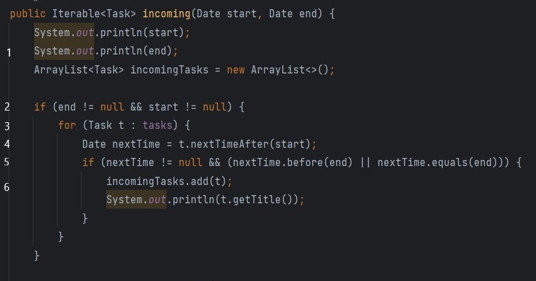 public Iterable<Task> incoming(Date start, Date end) {
System.out.println(start);
1 System.out.println(end);
ArrayList<Task> incomingTasks = new ArrayList<>();
2 if (end != null && start != null) {
3 for (Task t : tasks) {
4 Date nextTime = t.nextTimeAfter(start);
5 if (nextTime != null && (nextTime.before(end) || nextTime.equals(end))) {
6 incomingTasks.add(t);
System.out.println(t.getTitle());
}
}
}